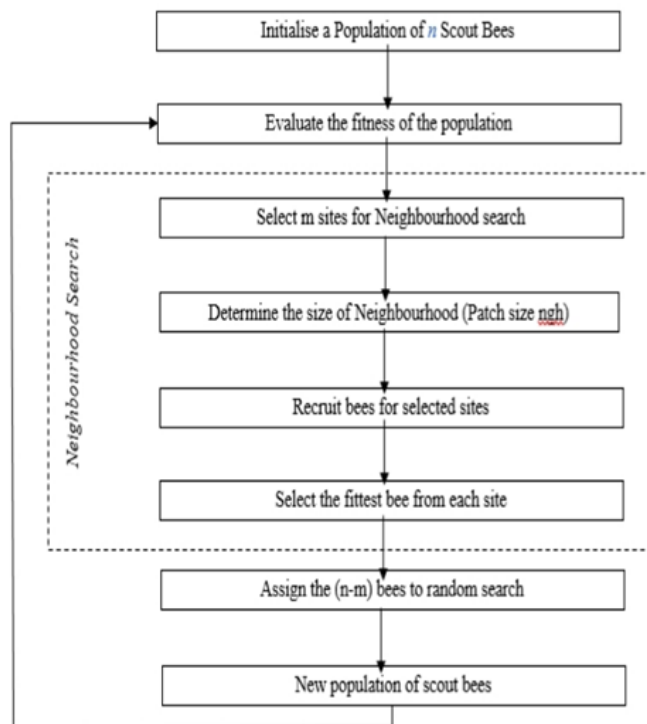 Initialise a Population of n Scout Bees
Evaluate the fitness of the population
Neighbourhood Search
Select m sites for Neighbourhood search
Determine the size of Neighbourhood (Patch size ngh)
Recruit bees for selected sites
Select the fittest bee from each site
Assign the (n-m) bees to random search
New population of scout bees